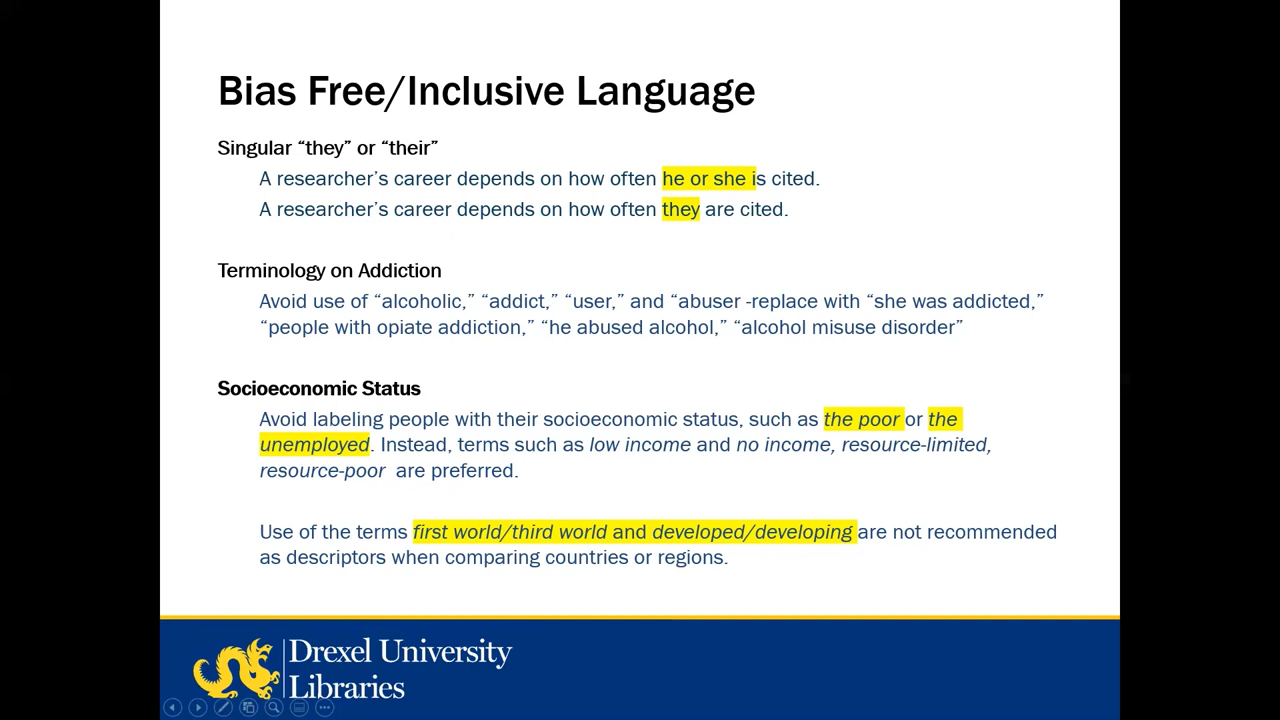 Bias Free/Inclusive Language
Singular “they” or “their”
A researcher’s career depends on how often he or she is cited.
A researcher’s career depends on how often they are cited.
Terminology on Addiction
Avoid use of “alcoholic,” “addict,” “user,” and “abuser -replace with “she was addicted,”
“people with opiate addiction,” “he abused alcohol,” “alcohol misuse disorder”
Socioeconomic Status
Avoid labeling people with their socioeconomic status, such as the poor or the
unemployed. Instead, terms such as low income and no income, resource-limited,
resource-poor are preferred.
Use of the terms first world/third world and developed/developing are not recommended
as descriptors when comparing countries or regions.
Drexel University
Libraries